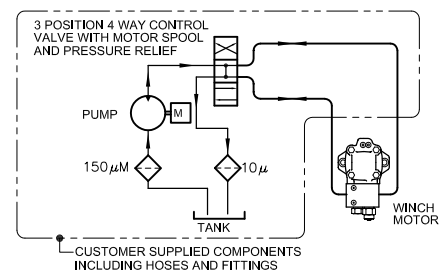 3 POSITION 4 WAY CONTROL
VALVE WITH MOTOR SPOOL
AND PRESSURE RELIEF
PUMP
M
150µM
10µ
TANK
WINCH
MOTOR
CUSTOMER SUPPLIED COMPONENTS
INCLUDING HOSES AND FITTINGS